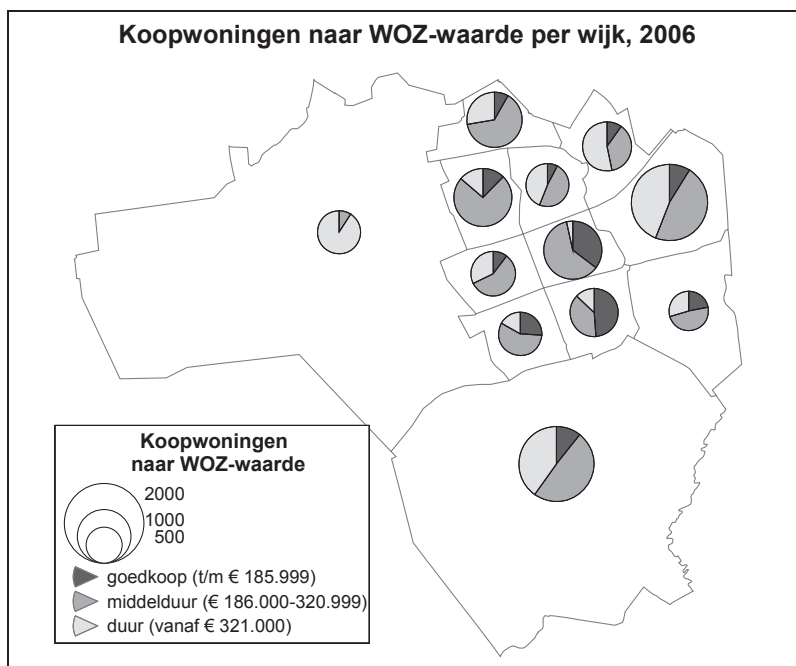 Koopwoningen naar WOZ-waarde per wijk, 2006
Koopwoningen
naar WOZ-waarde
2000
1000
500
goedkoop (t/m € 185.999)
middelduur (€ 186.000-320.999)
duur (vanaf € 321.000)